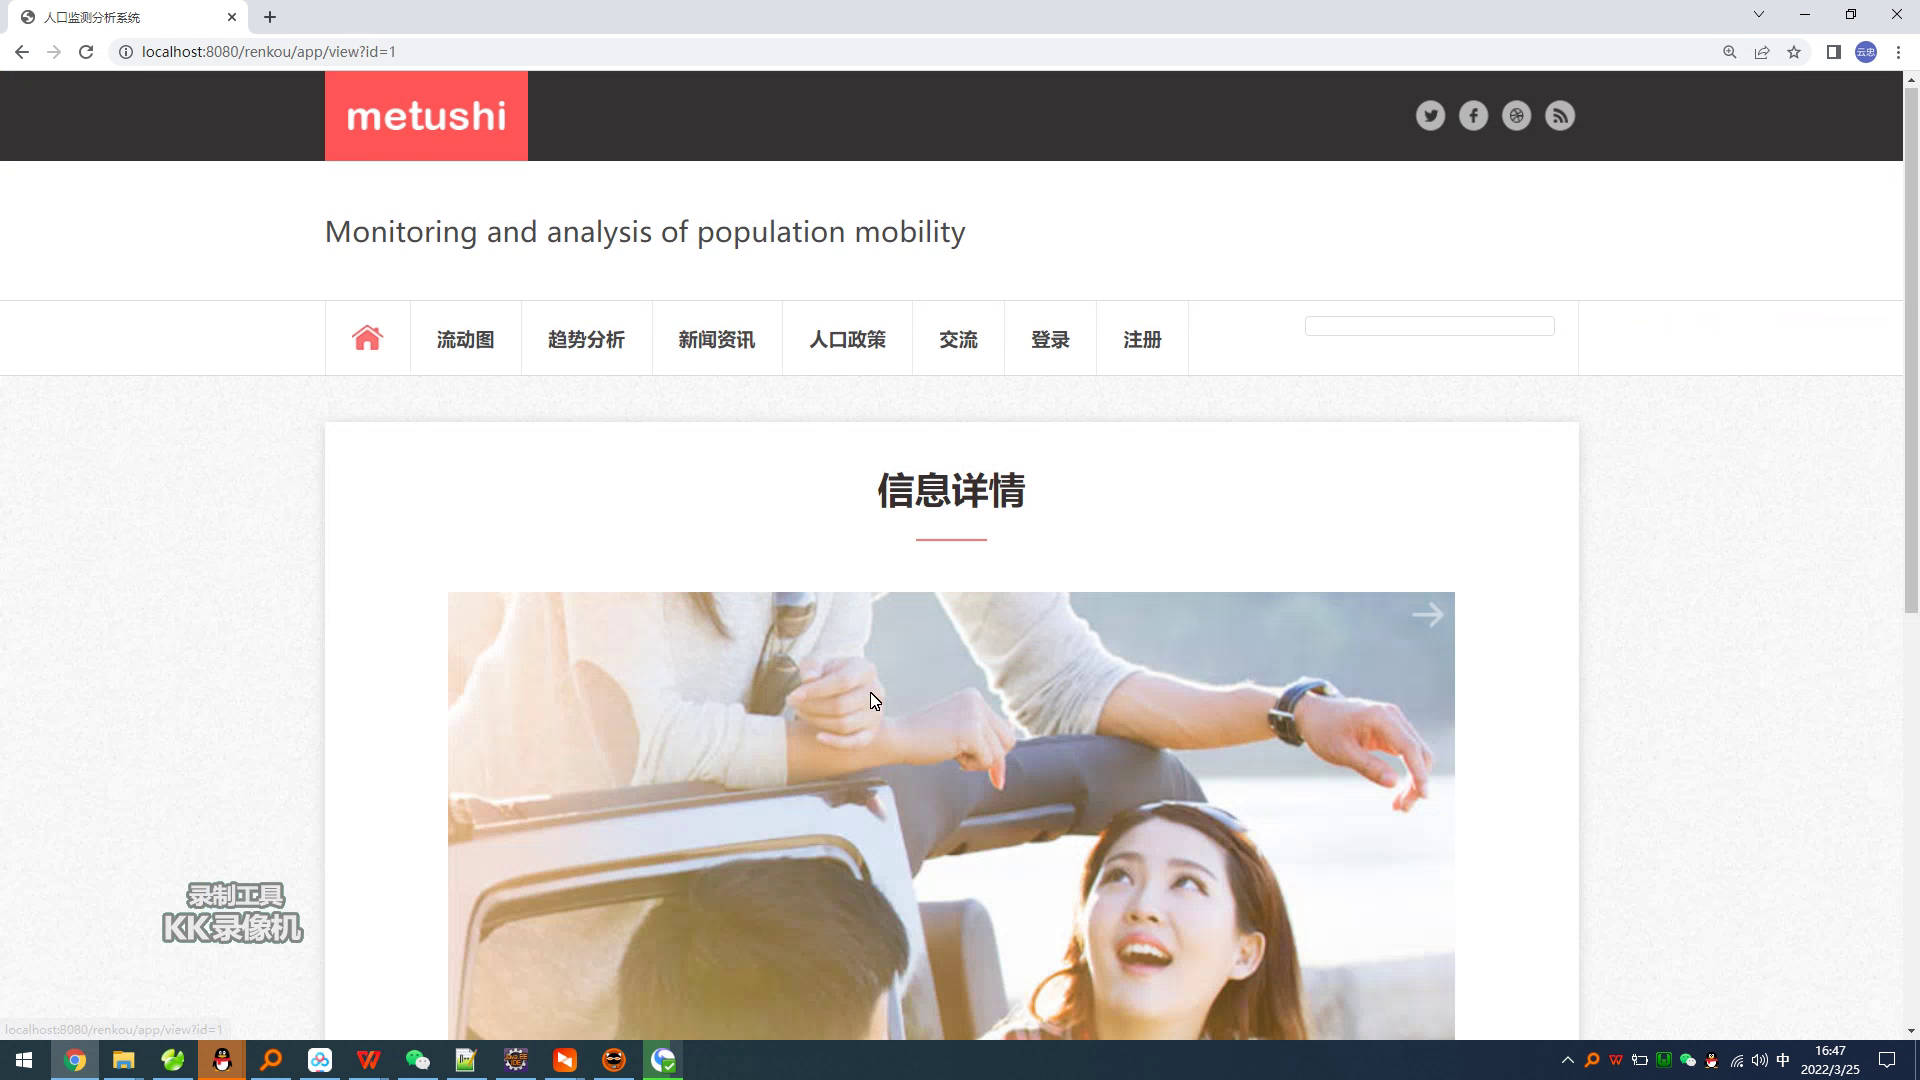 人口监测分析系统
localhost:8080/renkou/app/view?id=1
云忠
metushi
Monitoring and analysis of population mobility
流动图 趋势分析 新闻资讯 人口政策 交流 登录 注册
信息详情
录制工具
KK录像机
localhost:8080/renkou/app/view?id=1
中
16:47
2022/3/25